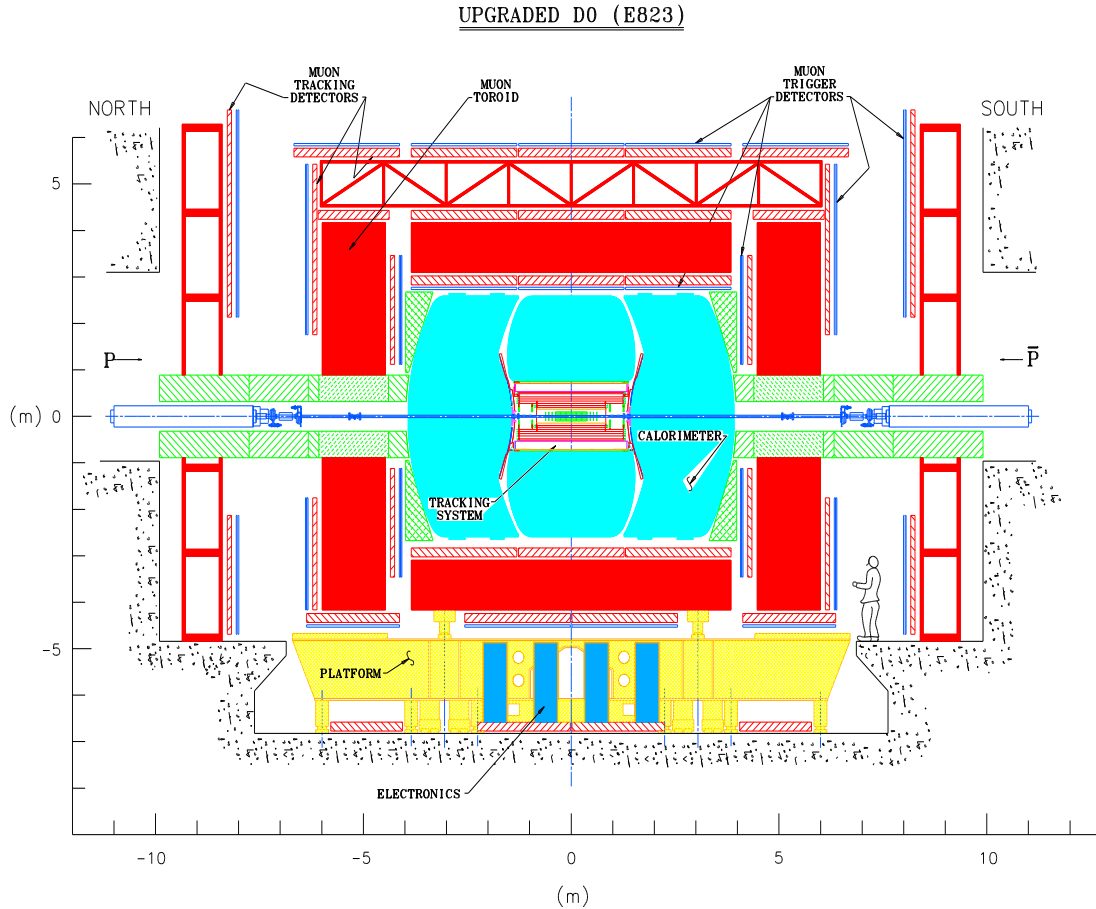 UPGRADED D0 (E823)
MUON
TRACKING
DETECTORS
MUON
TOROID
MUON
TRIGGER
DETECTORS
NORTH
SOUTH
5
P
P̅
(m)
0
CALORIMETER
TRACKING
SYSTEM
-5
PLATFORM
ELECTRONICS
-10
-5
0
5
10
(m)